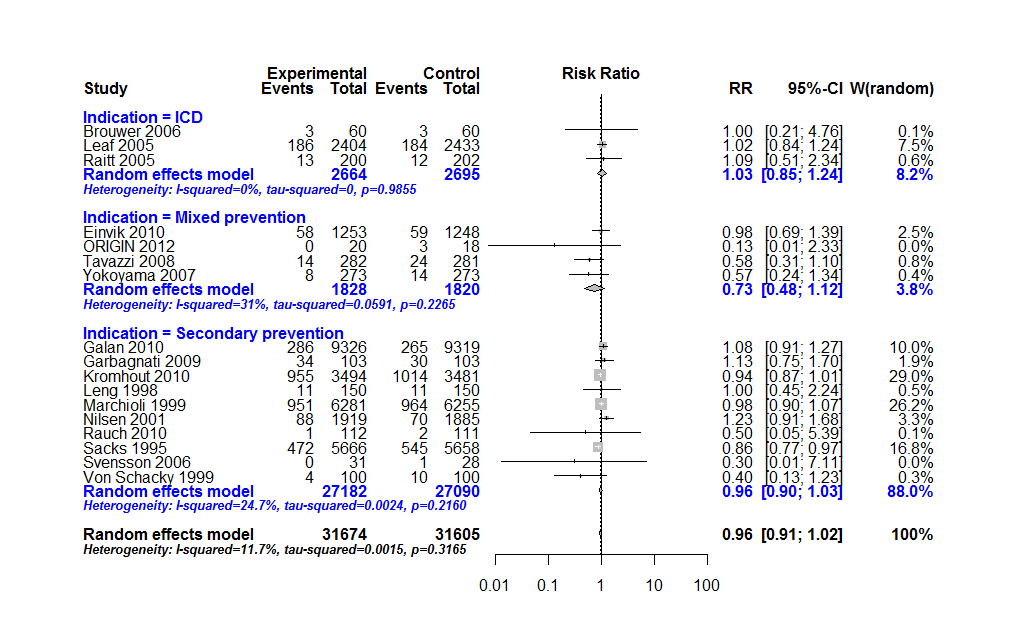 Experimental Control Risk Ratio
Study Events Total Events Total RR 95%-CI W(random)
Indication = ICD
Brouwer 2006 3 60 3 60 1.00 [0.21; 4.76] 0.1%
Leaf 2005 186 2404 184 2433 1.02 [0.84; 1.24] 7.5%
Raitt 2005 13 200 12 202 1.09 [0.51; 2.34] 0.6%
Random effects model 2664 2695 1.03 [0.85; 1.24] 8.2%
Heterogeneity: I-squared=0%, tau-squared=0, p=0.9855
Indication = Mixed prevention
Einvik 2010 58 1253 59 1248 0.98 [0.69; 1.39] 2.5%
ORIGIN 2012 0 20 3 18 0.13 [0.01; 2.33] 0.0%
Tavazzi 2008 14 282 24 281 0.58 [0.31; 1.10] 0.8%
Yokoyama 2007 8 273 14 273 0.57 [0.24; 1.34] 0.4%
Random effects model 1828 1820 0.73 [0.48; 1.12] 3.8%
Heterogeneity: I-squared=31%, tau-squared=0.0591, p=0.2265
Indication = Secondary prevention
Galan 2010 286 9326 265 9319 1.08 [0.91; 1.27] 10.0%
Garbagnati 2009 34 103 30 103 1.13 [0.75; 1.70] 1.9%
Kromhout 2010 955 3494 1014 3481 0.94 [0.87; 1.01] 29.0%
Leng 1998 11 150 11 150 1.00 [0.45; 2.24] 0.5%
Marchioli 1999 951 6281 964 6255 0.98 [0.90; 1.07] 26.2%
Nilsen 2001 88 1919 70 1885 1.23 [0.91; 1.68] 3.3%
Rauch 2010 1 112 2 111 0.50 [0.05; 5.39] 0.1%
Sacks 1995 472 5666 545 5658 0.86 [0.77; 0.97] 16.8%
Svensson 2006 0 31 1 28 0.30 [0.01; 7.11] 0.0%
Von Schacky 1999 4 100 10 100 0.40 [0.13; 1.23] 0.3%
Random effects model 27182 27090 0.96 [0.90; 1.03] 88.0%
Heterogeneity: I-squared=24.7%, tau-squared=0.0024, p=0.2160
Random effects model 31674 31605 0.96 [0.91; 1.02] 100%
Heterogeneity: I-squared=11.7%, tau-squared=0.0015, p=0.3165
0.01 0.1 1 10 100